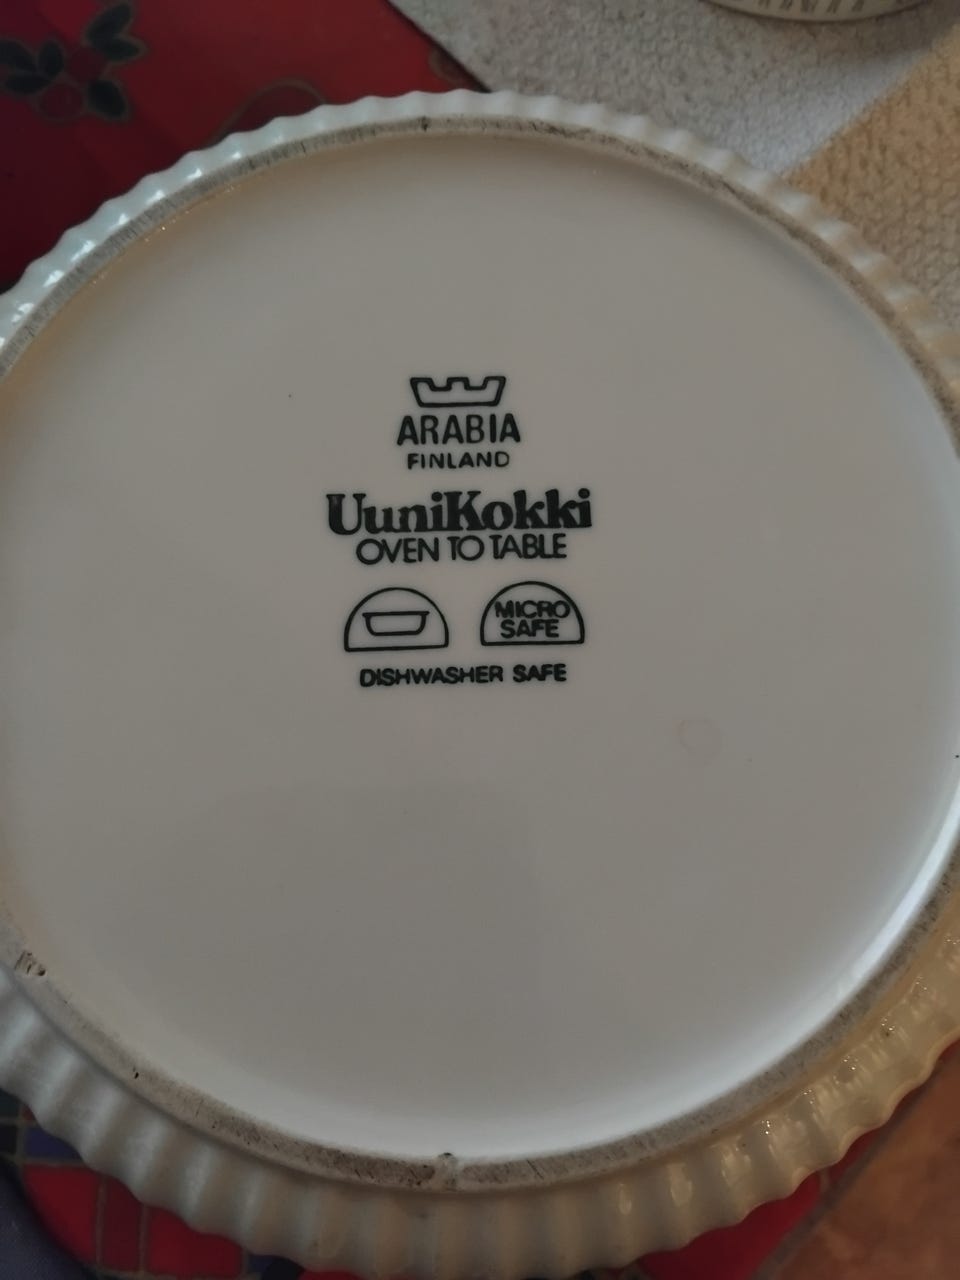 ARABIA
FINLAND
UuniKokki
OVEN TO TABLE
MICRO
SAFE
DISHWASHER SAFE